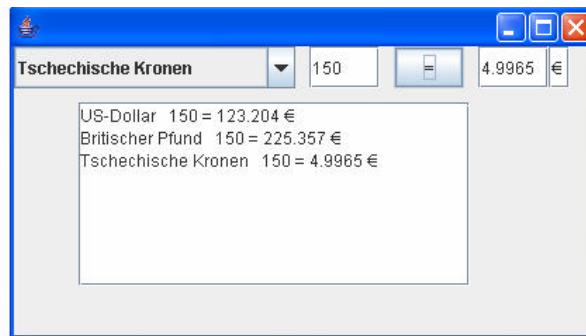 Tschechische Kronen 150 = 4.9965 €
US-Dollar 150 = 123.204 €
Britischer Pfund 150 = 225.357 €
Tschechische Kronen 150 = 4.9965 €